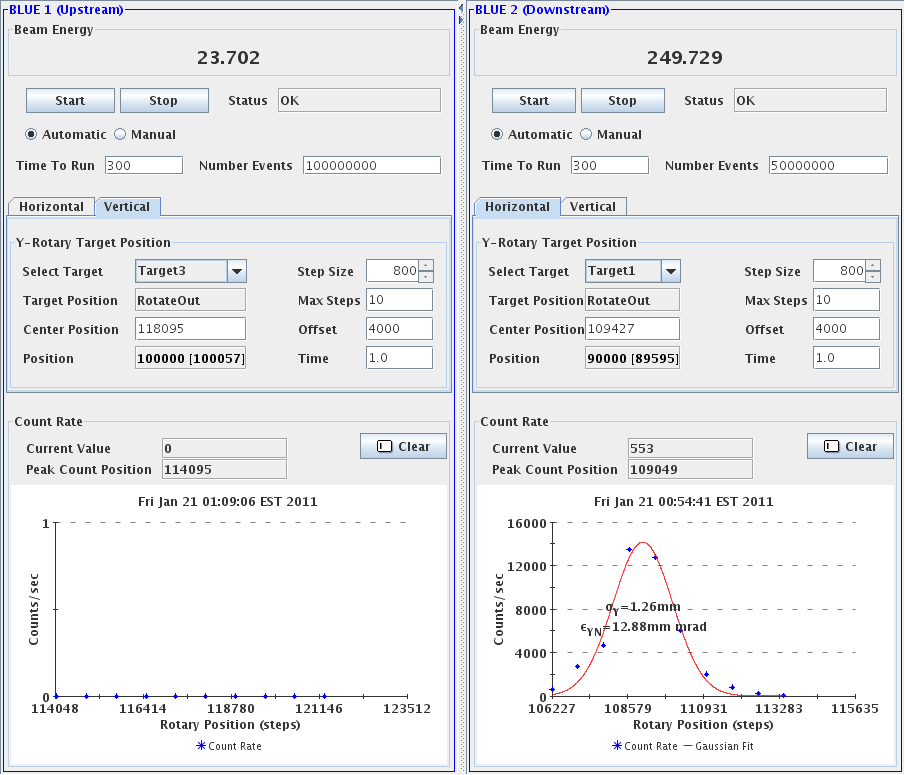 BLUE 1 (Upstream)
Beam Energy
23.702
Start Stop Status OK
Automatic Manual
Time To Run 300 Number Events 100000000
Horizontal Vertical
Y-Rotary Target Position
Select Target Target3 Step Size 800
Target Position RotateOut Max Steps 10
Center Position 118095 Offset 4000
Position 100000 [100057] Time 1.0
Count Rate
Current Value 0 Clear
Peak Count Position 114095
Fri Jan 21 01:09:06 EST 2011
1
Counts/sec
0
114048 116414 118780 121146 123512
Rotary Position (steps)
Count Rate
BLUE 2 (Downstream)
Beam Energy
249.729
Start Stop Status OK
Automatic Manual
Time To Run 300 Number Events 50000000
Horizontal Vertical
Y-Rotary Target Position
Select Target Target1 Step Size 800
Target Position RotateOut Max Steps 10
Center Position 109427 Offset 4000
Position 90000 [89595] Time 1.0
Count Rate
Current Value 553 Clear
Peak Count Position 109049
Fri Jan 21 00:54:41 EST 2011
16000
12000
8000
4000
0
Counts/sec
σY=1.26mm
ϵYN=12.88mm mrad
106227 108579 110931 113283 115635
Rotary Position (steps)
Count Rate Gaussian Fit